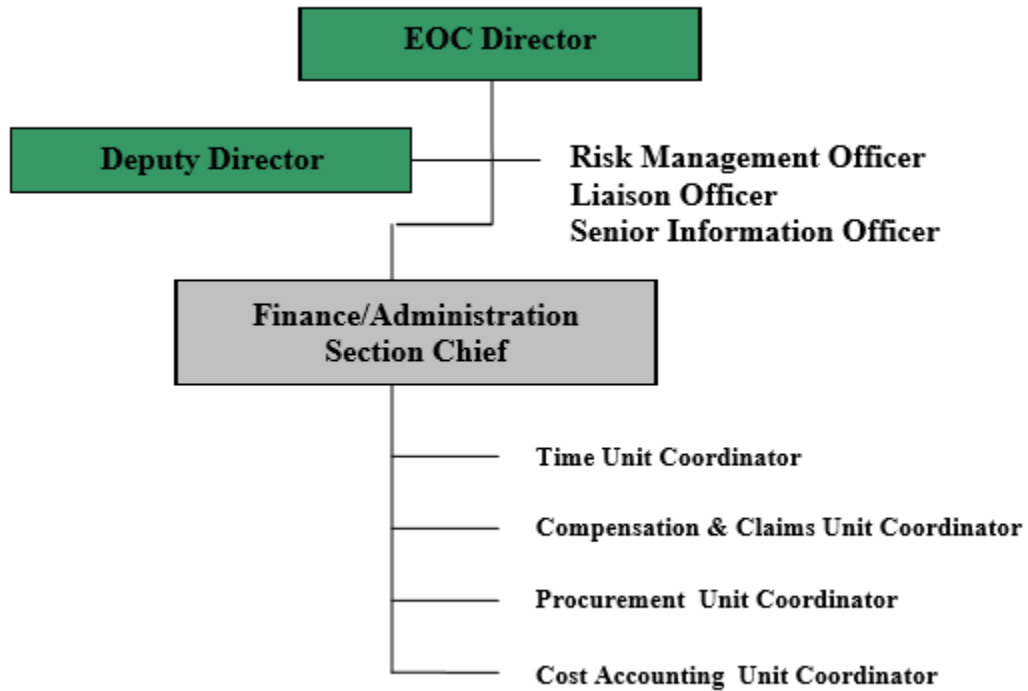 EOC Director
Deputy Director
Risk Management Officer
Liaison Officer
Senior Information Officer
Finance/Administration
Section Chief
Time Unit Coordinator
Compensation & Claims Unit Coordinator
Procurement  Unit Coordinator
Cost Accounting  Unit Coordinator